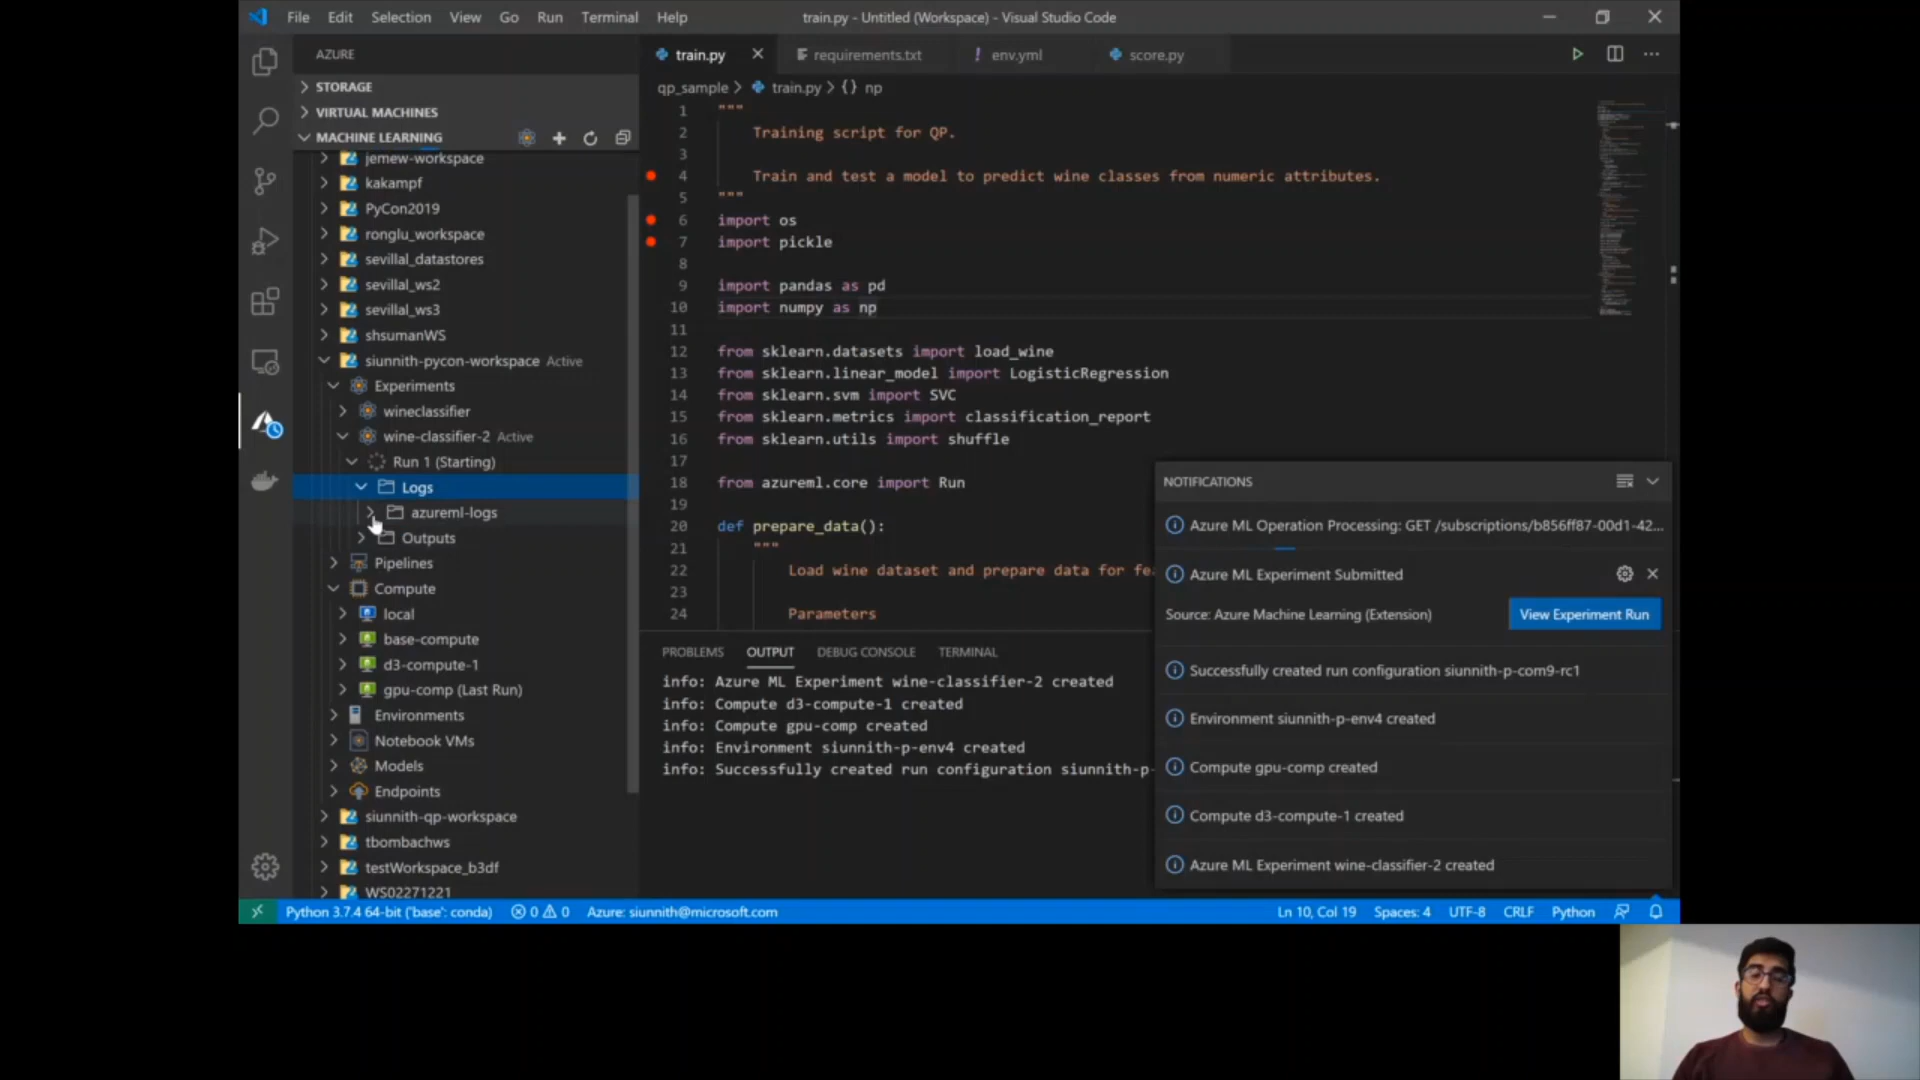 File Edit Selection View Go Run Terminal Help train.py - Untitled (Workspace) - Visual Studio Code
AZURE
STORAGE
VIRTUAL MACHINES
MACHINE LEARNING
jemew-workspace
kakampf
PyCon2019
ronglu_workspace
sevillal_datastores
sevillal_ws2
sevillal_ws3
shsumanWS
siunnith-pycon-workspace Active
Experiments
wineclassifier
wine-classifier-2 Active
Run 1 (Starting)
Logs
azureml-logs
Outputs
Pipelines
Compute
local
base-compute
d3-compute-1
gpu-comp (Last Run)
Environments
Notebook VMs
Models
Endpoints
siunnith-qp-workspace
tbombachws
testWorkspace_b3df
WS02271221
train.py requirements.txt ! env.yml score.py
qp_sample > train.py > {} np
1 """
2 Training script for QP.
3
4 Train and test a model to predict wine classes from numeric attributes.
5 """
6 import os
7 import pickle
8
9 import pandas as pd
10 import numpy as np
11
12 from sklearn.datasets import load_wine
13 from sklearn.linear_model import LogisticRegression
14 from sklearn.svm import SVC
15 from sklearn.metrics import classification_report
16 from sklearn.utils import shuffle
17
18 from azureml.core import Run
19
20 def prepare_data():
21 """
22 Load wine dataset and prepare data for fea
23
24 Parameters
PROBLEMS OUTPUT DEBUG CONSOLE TERMINAL
info: Azure ML Experiment wine-classifier-2 created
info: Compute d3-compute-1 created
info: Compute gpu-comp created
info: Environment siunnith-p-env4 created
info: Successfully created run configuration siunnith-p-
NOTIFICATIONS
Azure ML Operation Processing: GET /subscriptions/b856ff87-00d1-42...
Azure ML Experiment Submitted
Source: Azure Machine Learning (Extension) View Experiment Run
Successfully created run configuration siunnith-p-com9-rc1
Environment siunnith-p-env4 created
Compute gpu-comp created
Compute d3-compute-1 created
Azure ML Experiment wine-classifier-2 created
Python 3.7.4 64-bit ('base': conda) 0 0 Azure: siunnith@microsoft.com Ln 10, Col 19 Spaces: 4 UTF-8 CRLF Python